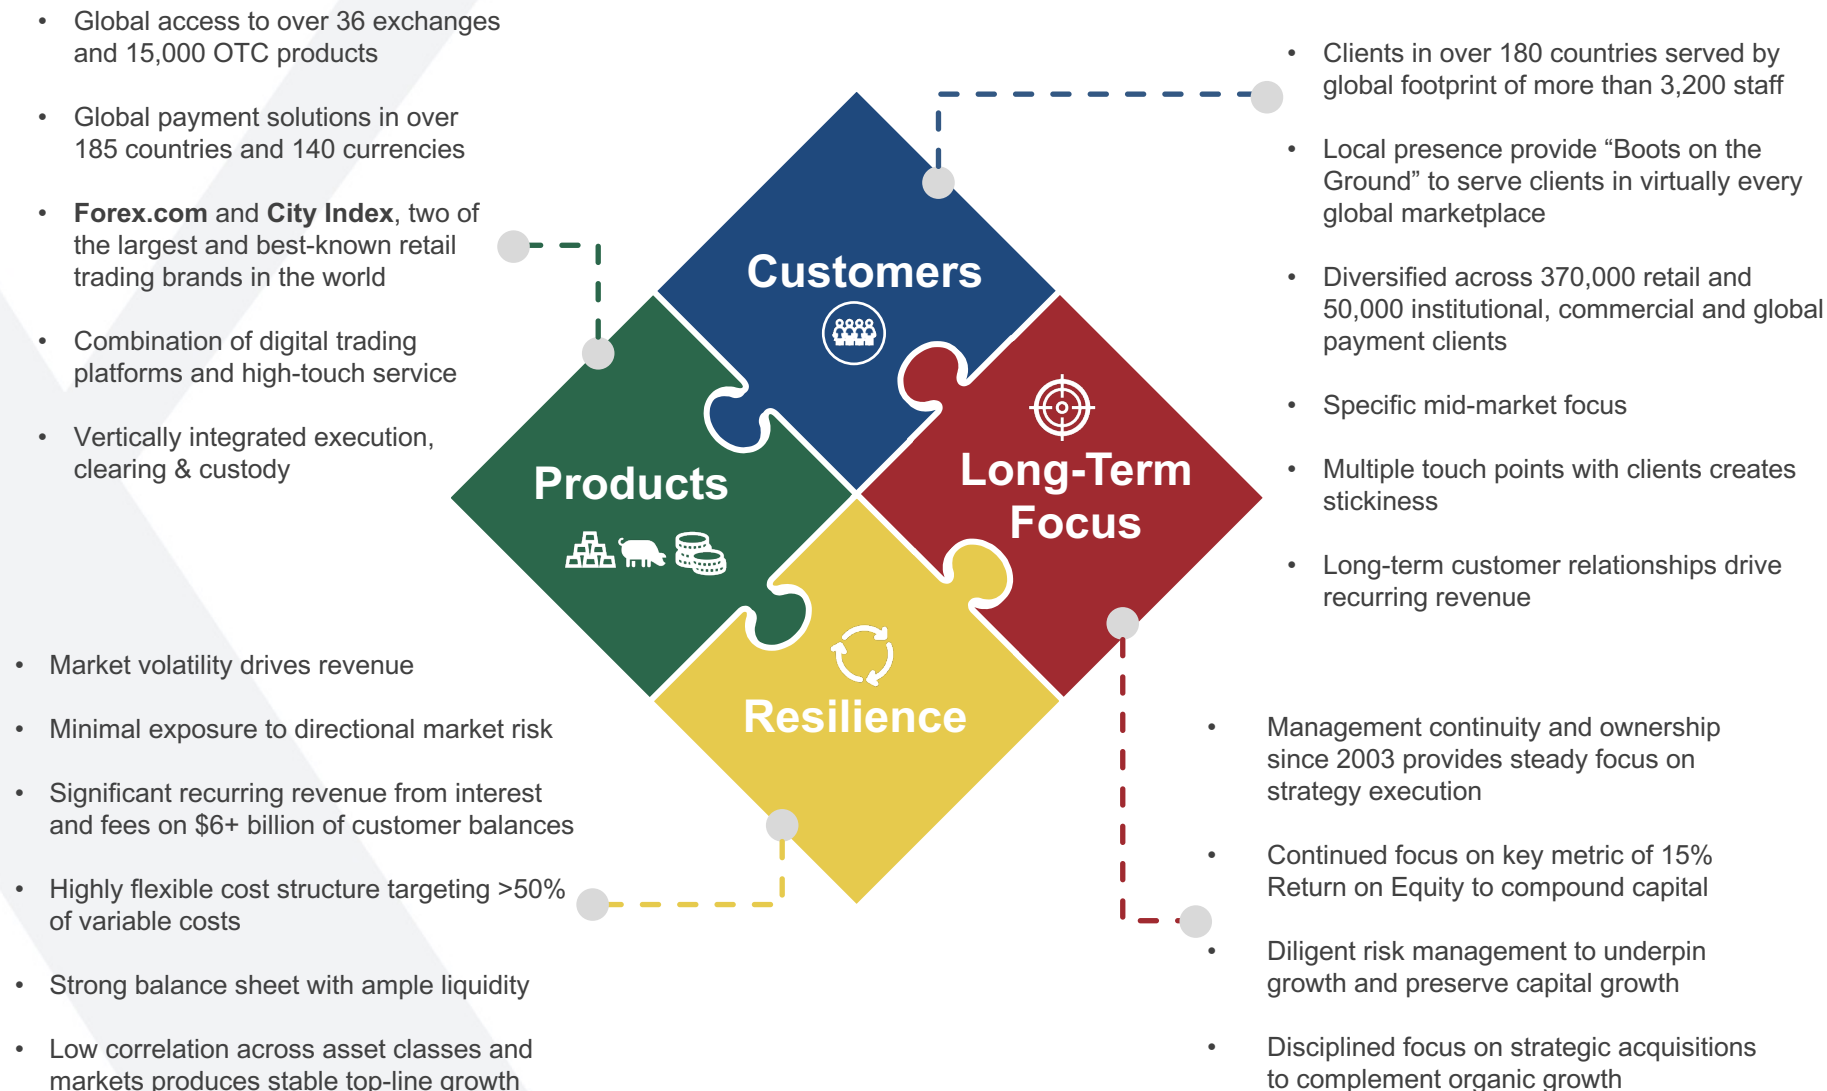 • Global access to over 36 exchanges
and 15,000 OTC products
• Global payment solutions in over
185 countries and 140 currencies
• Forex.com and City Index, two of
the largest and best-known retail
trading brands in the world
• Combination of digital trading
platforms and high-touch service
• Vertically integrated execution,
clearing & custody
• Clients in over 180 countries served by
global footprint of more than 3,200 staff
• Local presence provide “Boots on the
Ground” to serve clients in virtually every
global marketplace
• Diversified across 370,000 retail and
50,000 institutional, commercial and global
payment clients
• Specific mid-market focus
• Multiple touch points with clients creates
stickiness
• Long-term customer relationships drive
recurring revenue
Customers
Products
Long-Term
Focus
Resilience
• Market volatility drives revenue
• Minimal exposure to directional market risk
• Significant recurring revenue from interest
and fees on $6+ billion of customer balances
• Highly flexible cost structure targeting >50%
of variable costs
• Strong balance sheet with ample liquidity
• Low correlation across asset classes and
markets produces stable top-line growth
• Management continuity and ownership
since 2003 provides steady focus on
strategy execution
• Continued focus on key metric of 15%
Return on Equity to compound capital
• Diligent risk management to underpin
growth and preserve capital growth
• Disciplined focus on strategic acquisitions
to complement organic growth